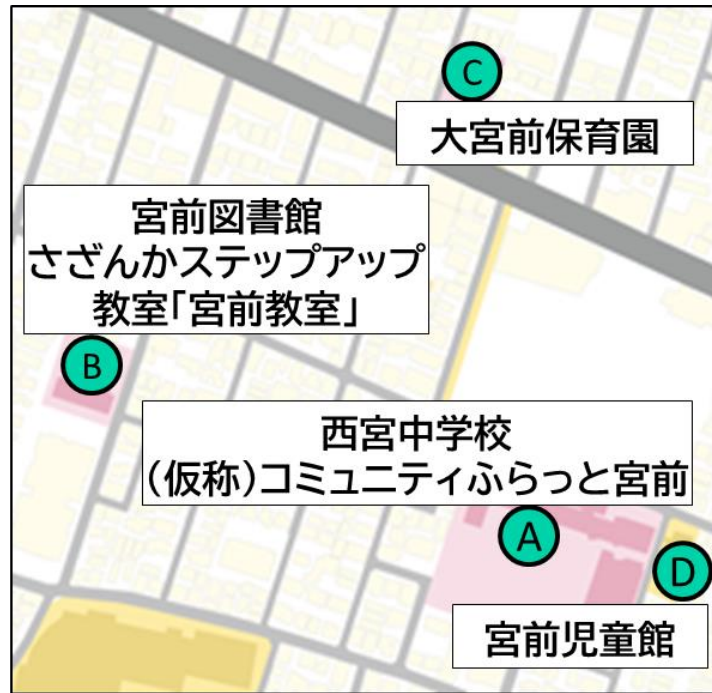 C
大宮前保育園
宮前図書館
さざんかステップアップ
教室「宮前教室」
B
西宮中学校
（仮称）コミュニティふらっと宮前
A
D
宮前児童館